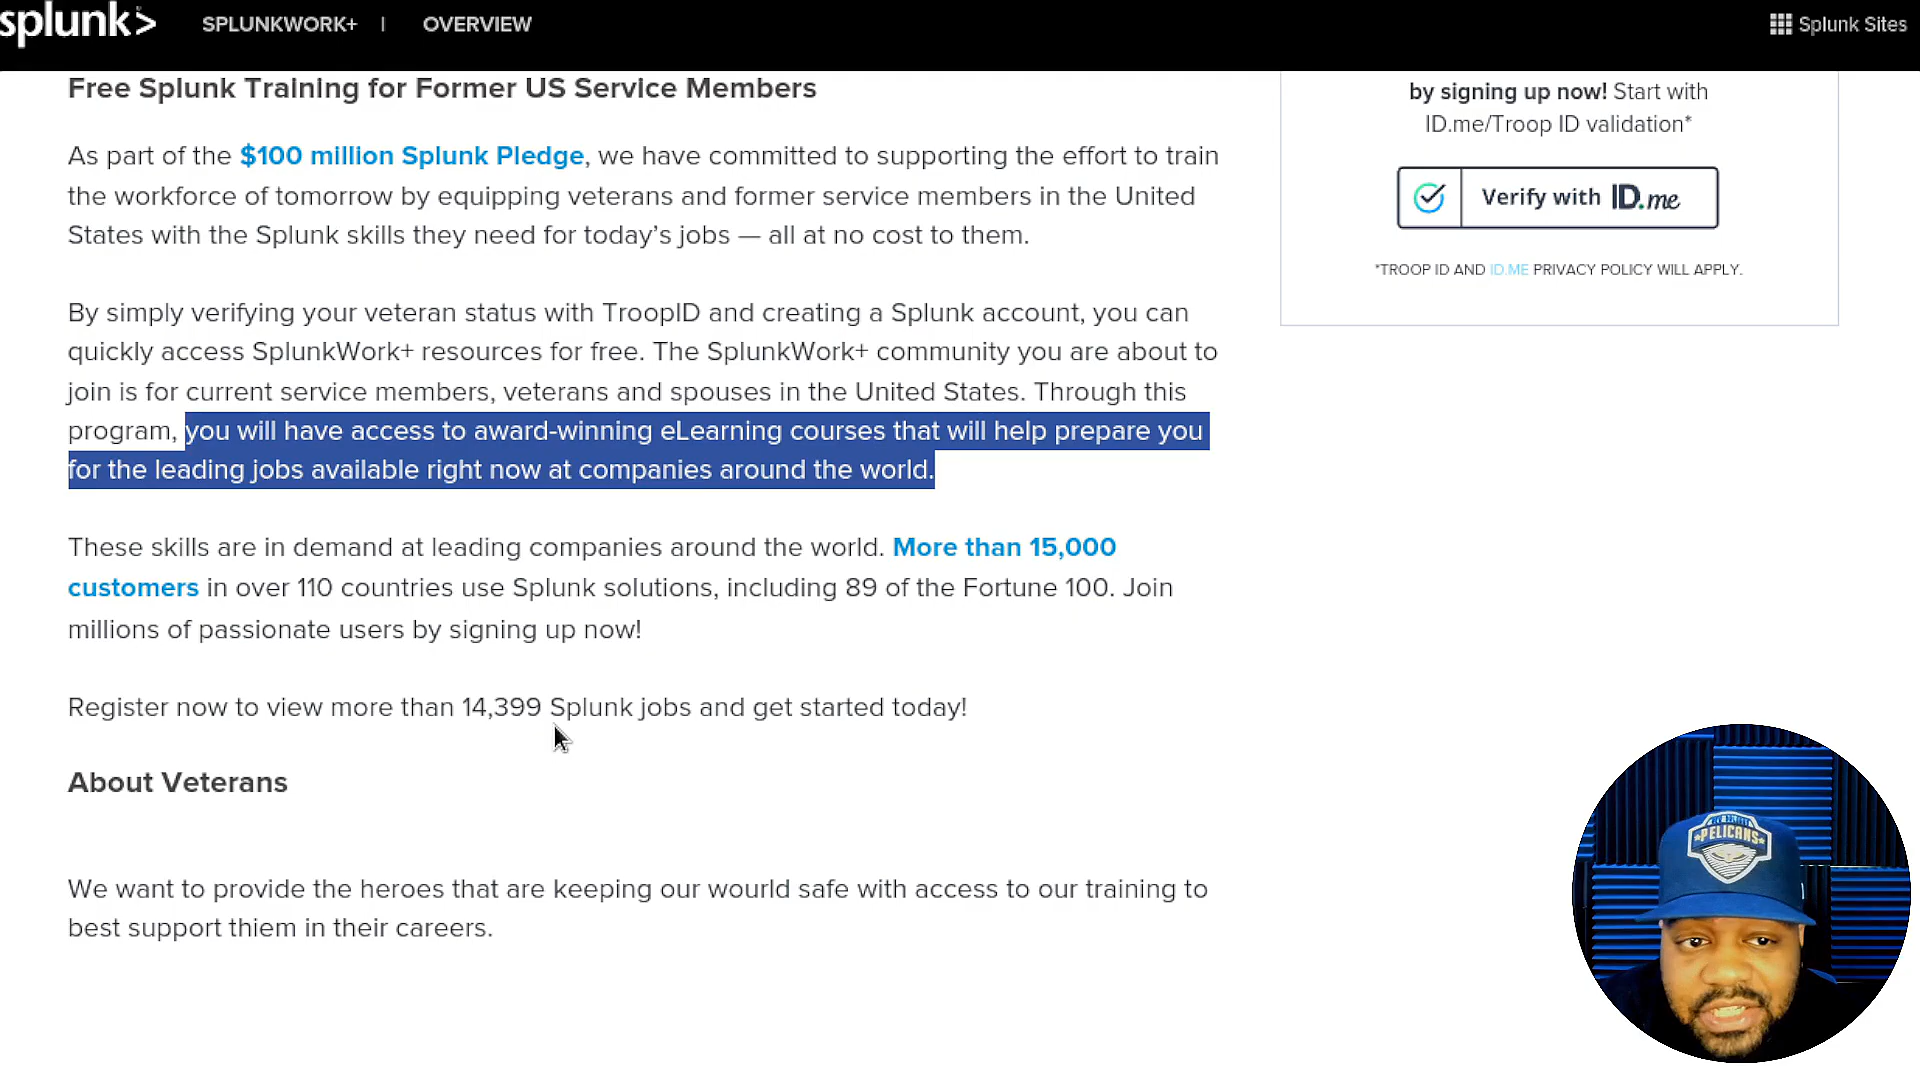 splunk> SPLUNKWORK+ | OVERVIEW Splunk Sites
Free Splunk Training for Former US Service Members
As part of the $100 million Splunk Pledge, we have committed to supporting the effort to train
the workforce of tomorrow by equipping veterans and former service members in the United
States with the Splunk skills they need for today's jobs — all at no cost to them.
By simply verifying your veteran status with TroopID and creating a Splunk account, you can
quickly access SplunkWork+ resources for free. The SplunkWork+ community you are about to
join is for current service members, veterans and spouses in the United States. Through this
program, you will have access to award-winning eLearning courses that will help prepare you
for the leading jobs available right now at companies around the world.
These skills are in demand at leading companies around the world. More than 15,000
customers in over 110 countries use Splunk solutions, including 89 of the Fortune 100. Join
millions of passionate users by signing up now!
Register now to view more than 14,399 Splunk jobs and get started today!
About Veterans
We want to provide the heroes that are keeping our wourld safe with access to our training to
best support thiem in their careers.
by signing up now! Start with
ID.me/Troop ID validation*
Verify with ID.me
*TROOP ID AND ID.ME PRIVACY POLICY WILL APPLY.
PELICANS